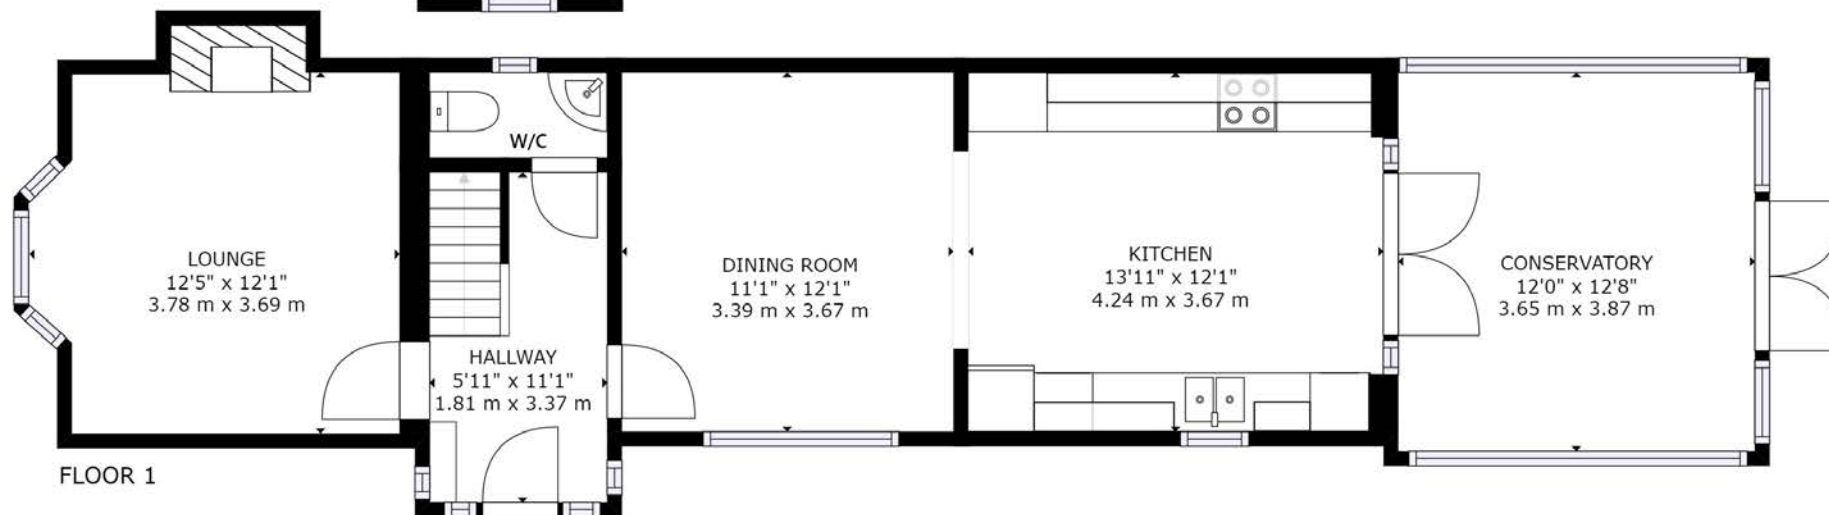 W/C
LOUNGE
12'5" x 12'1"
3.78 m x 3.69 m
DINING ROOM
11'1" x 12'1"
3.39 m x 3.67 m
KITCHEN
13'11" x 12'1"
4.24 m x 3.67 m
CONSERVATORY
12'0" x 12'8"
3.65 m x 3.87 m
HALLWAY
5'11" x 11'1"
1.81 m x 3.37 m
FLOOR 1